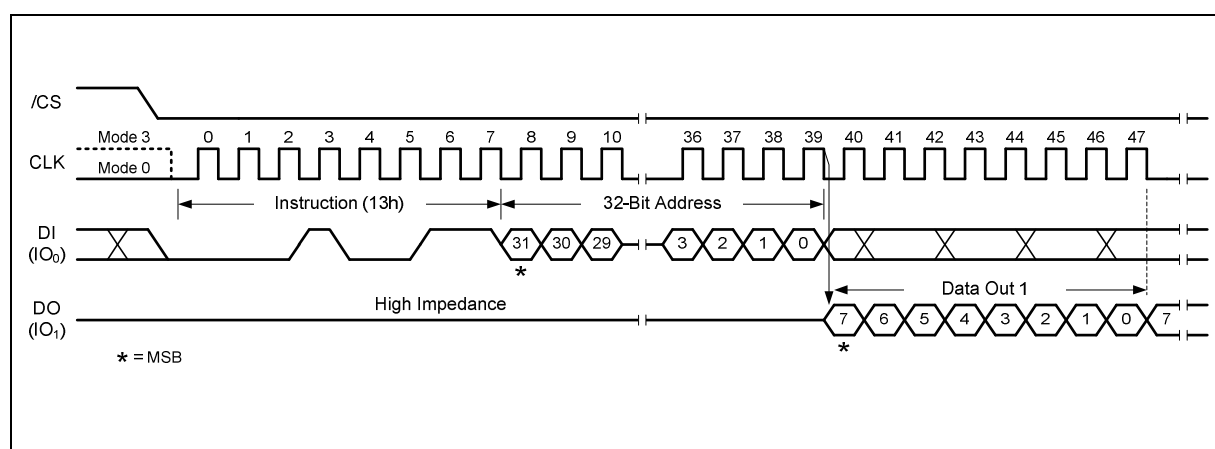 /CS
Mode 3 0 1 2 3 4 5 6 7 8 9 10 36 37 38 39 40 41 42 43 44 45 46 47
CLK
Mode 0
Instruction (13h) 32-Bit Address
DI
(IO0)
31 30 29 3 2 1 0
*
High Impedance Data Out 1
DO
(IO1)
7 6 5 4 3 2 1 0 7
*
* = MSB